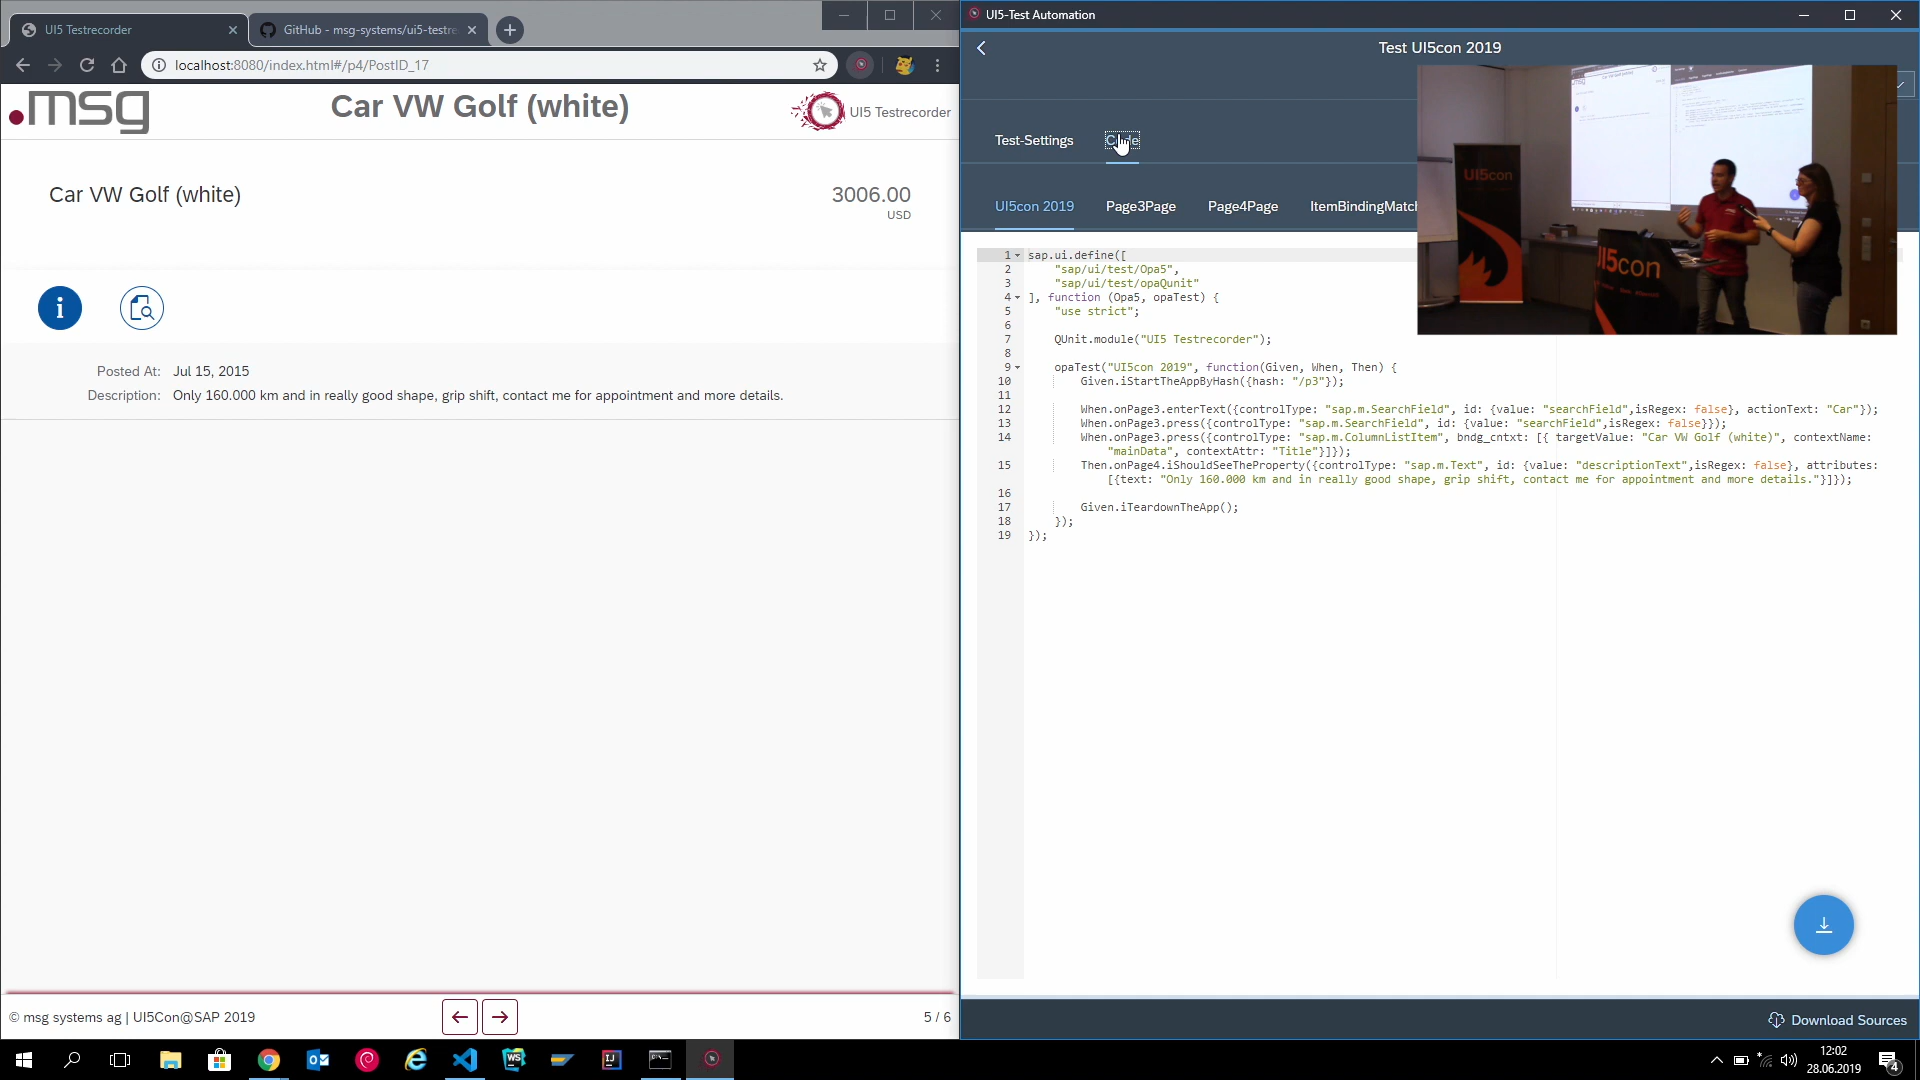 UI5 Testrecorder
GitHub - msg-systems/ui5-testre
localhost:8080/index.html#/p4/PostID_17
.msg
Car VW Golf (white)
UI5 Testrecorder
Car VW Golf (white)
3006.00
USD
i
Posted At: Jul 15, 2015
Description: Only 160.000 km and in really good shape, grip shift, contact me for appointment and more details.
© msg systems ag | UI5Con@SAP 2019
5 / 6
UI5-Test Automation
Test UI5con 2019
Test-Settings
Code
UI5con 2019
Page3Page
Page4Page
ItemBindingMatch
UI5con
UI5con
1 sap.ui.define([
2 "sap/ui/test/Opa5",
3 "sap/ui/test/opaQunit"
4 ], function (Opa5, opaTest) {
5 "use strict";
6
7 QUnit.module("UI5 Testrecorder");
8
9 opaTest("UI5con 2019", function(Given, When, Then) {
10 Given.iStartTheAppByHash({hash: "/p3"});
11
12 When.onPage3.enterText({controlType: "sap.m.SearchField", id: {value: "searchField",isRegex: false}, actionText: "Car"});
13 When.onPage3.press({controlType: "sap.m.SearchField", id: {value: "searchField",isRegex: false}});
14 When.onPage3.press({controlType: "sap.m.ColumnListItem", bndg_cntxt: [{ targetValue: "Car VW Golf (white)", contextName:
"mainData", contextAttr: "Title"}]});
15 Then.onPage4.iShouldSeeTheProperty({controlType: "sap.m.Text", id: {value: "descriptionText",isRegex: false}, attributes:
[{text: "Only 160.000 km and in really good shape, grip shift, contact me for appointment and more details."}]});
16
17 Given.iTeardownTheApp();
18 });
19 });
Download Sources
12:02
28.06.2019
4